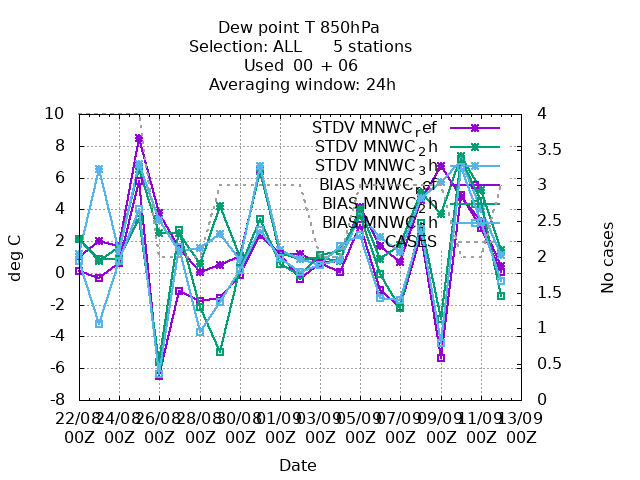 Dew point T 850hPa
Selection: ALL 5 stations
Used 00 + 06
Averaging window: 24h
10
8
6
4
2
0
-2
-4
-6
-8
deg C
4
3.5
3
2.5
2
1.5
1
0.5
0
No cases
STDV MNWC_ref
STDV MNWC_2h
STDV MNWC_3h
BIAS MNWC_ref
BIAS MNWC_2h
BIAS MNWC_3h
CASES
22/08 24/08 26/08 28/08 30/08 01/09 03/09 05/09 07/09 09/09 11/09 13/09
00Z 00Z 00Z 00Z 00Z 00Z 00Z 00Z 00Z 00Z 00Z 00Z
Date